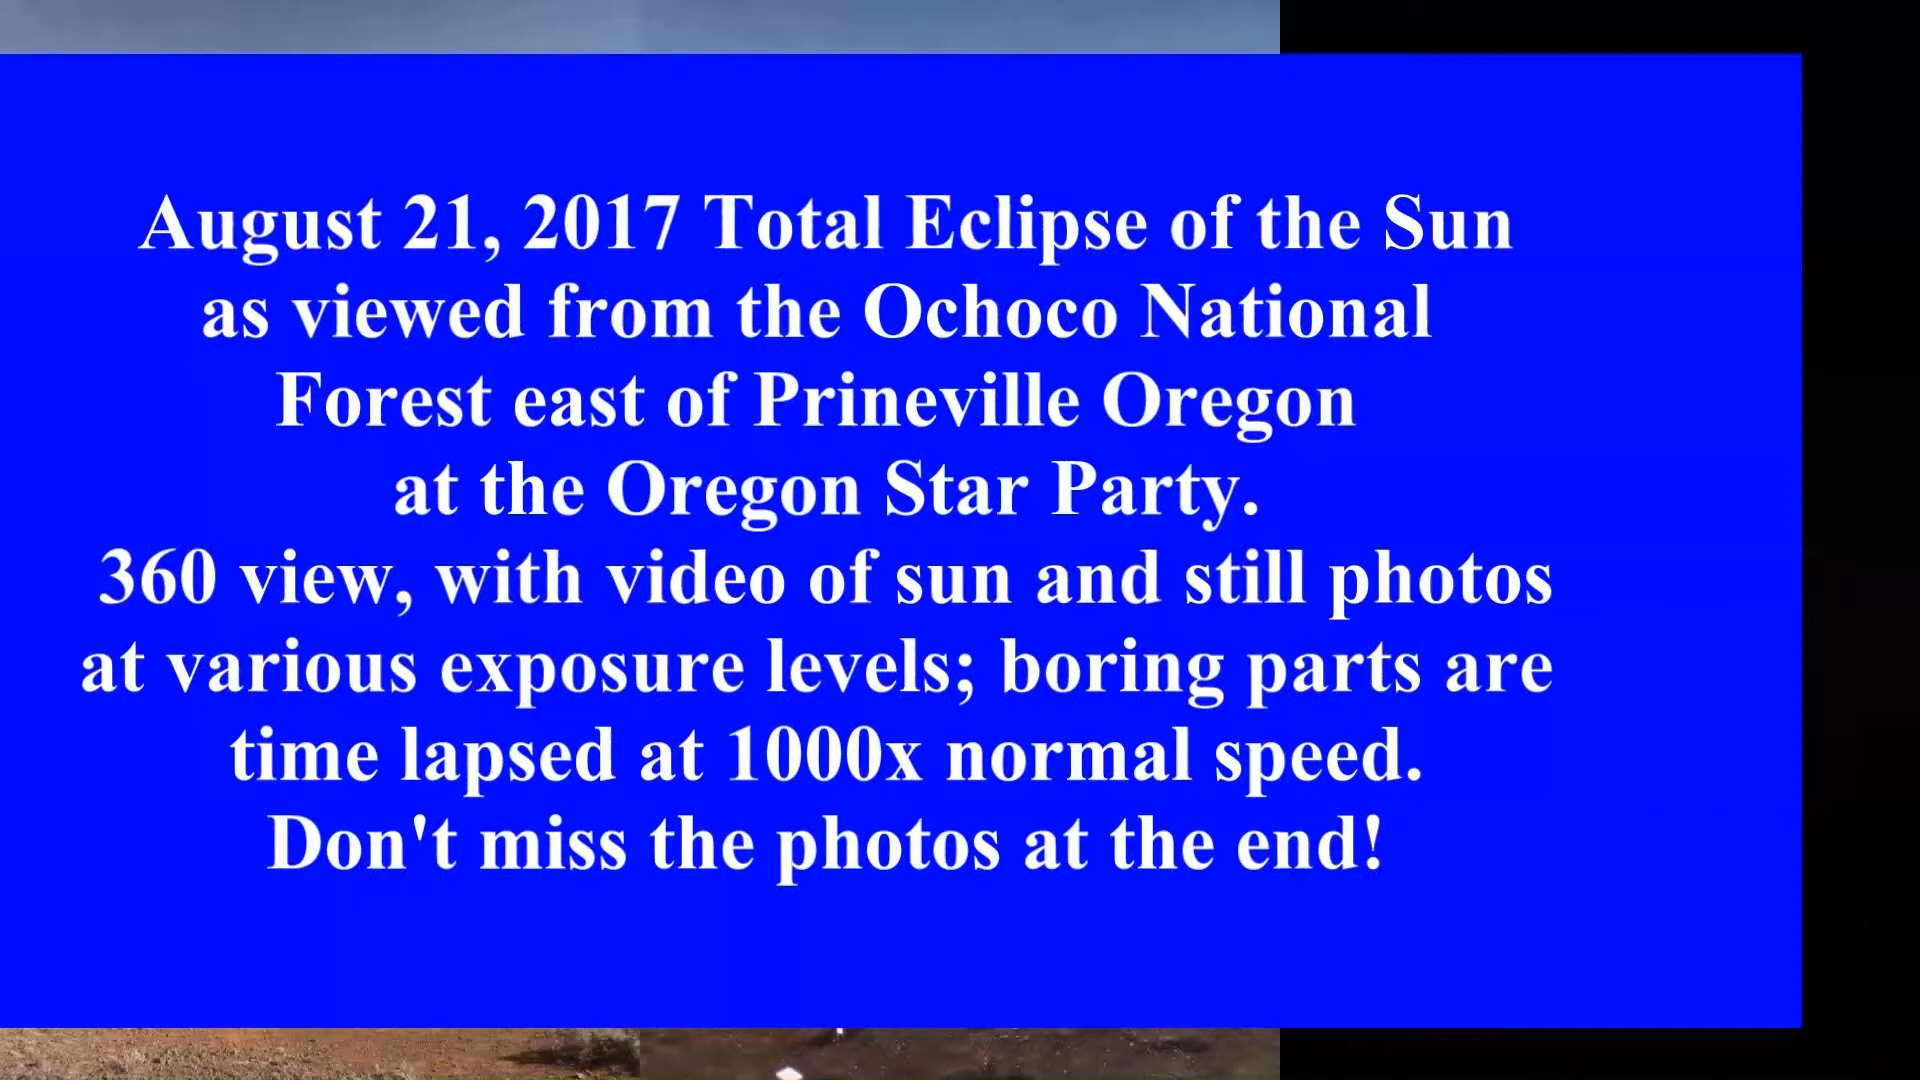 August 21, 2017 Total Eclipse of the Sun
as viewed from the Ochoco National
Forest east of Prineville Oregon
at the Oregon Star Party.
360 view, with video of sun and still photos
at various exposure levels; boring parts are
time lapsed at 1000x normal speed.
Don't miss the photos at the end!